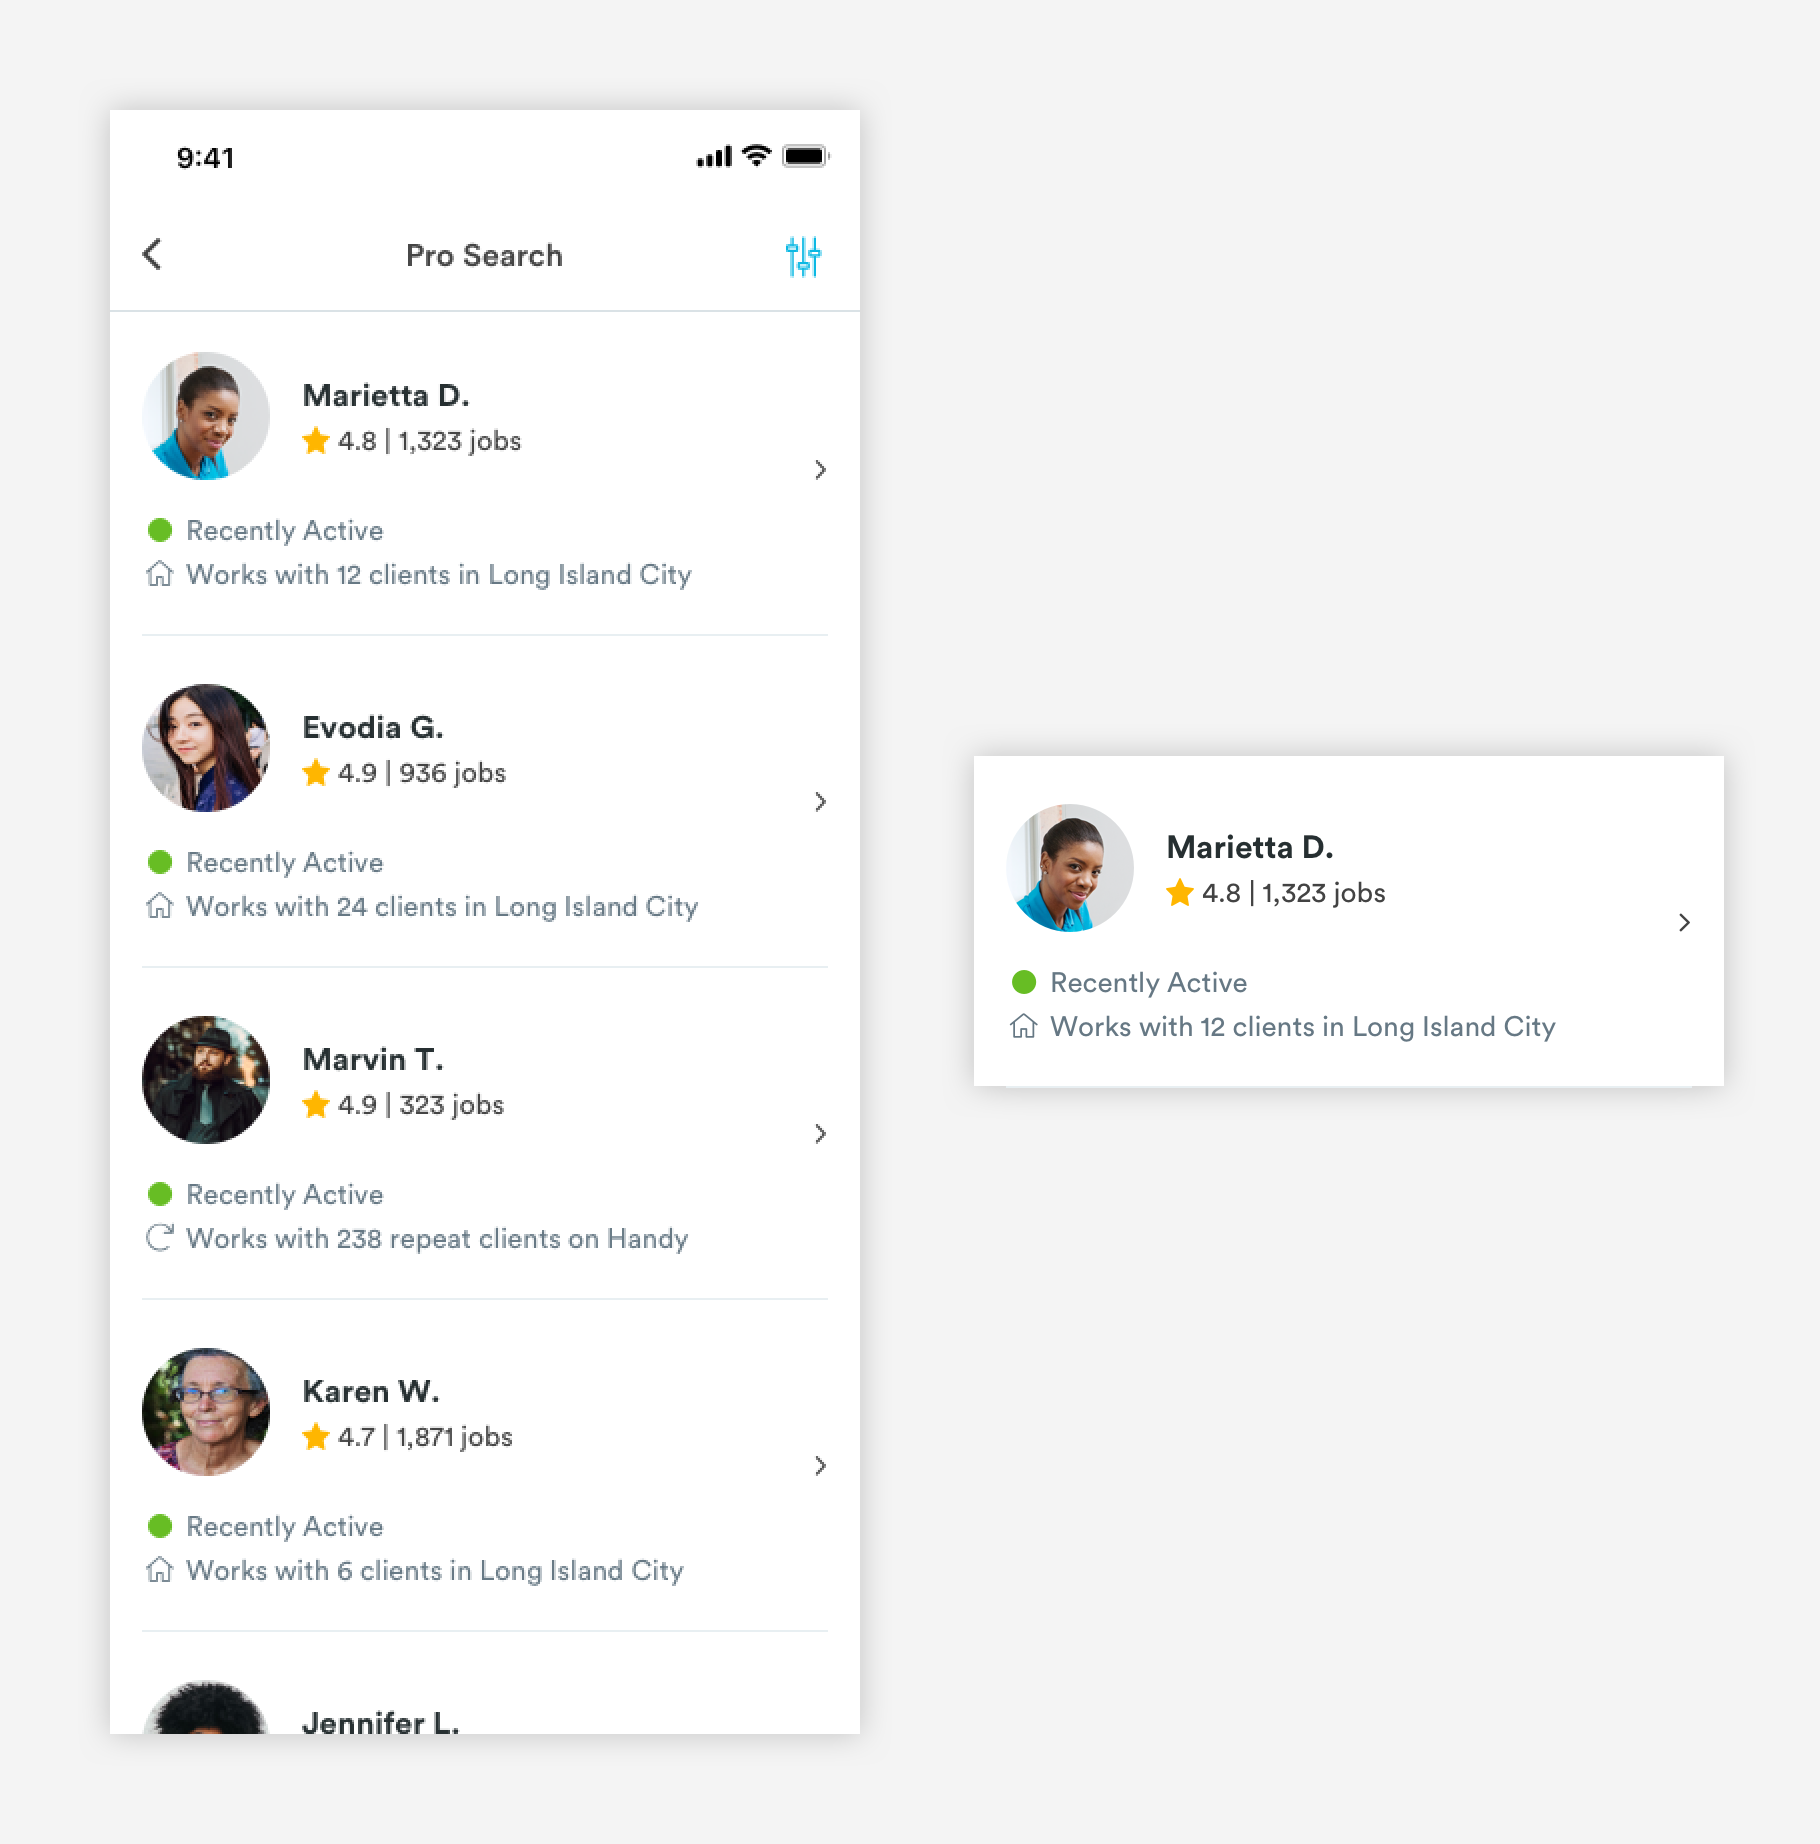 9:41
Pro Search
Marietta D.
4.8 | 1,323 jobs
Recently Active
Works with 12 clients in Long Island City
Evodia G.
4.9 | 936 jobs
Recently Active
Works with 24 clients in Long Island City
Marvin T.
4.9 | 323 jobs
Recently Active
Works with 238 repeat clients on Handy
Karen W.
4.7 | 1,871 jobs
Recently Active
Works with 6 clients in Long Island City
Jennifer L.
Marietta D.
4.8 | 1,323 jobs
Recently Active
Works with 12 clients in Long Island City